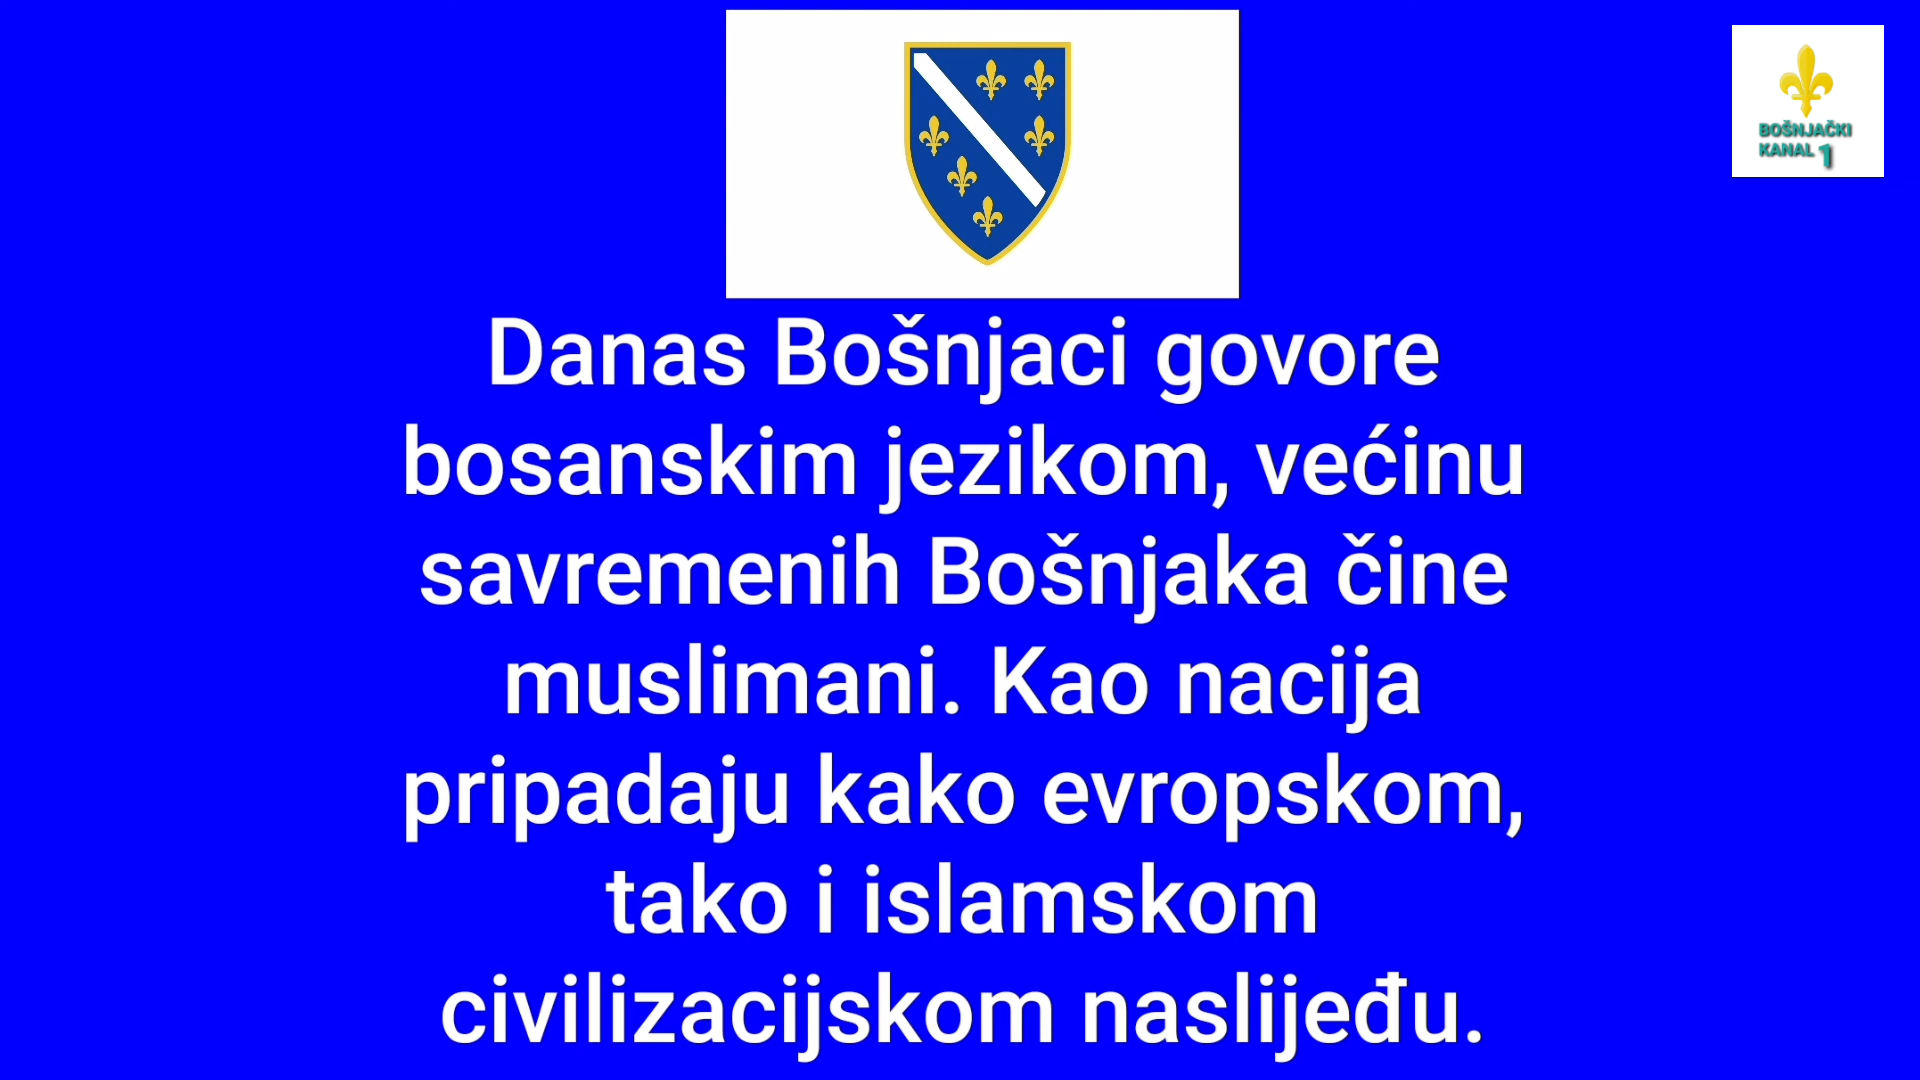 BOŠNJAČKI
KANAL 1
Danas Bošnjaci govore
bosanskim jezikom, većinu
savremenih Bošnjaka čine
muslimani. Kao nacija
pripadaju kako evropskom,
tako i islamskom
civilizacijskom naslijeđu.